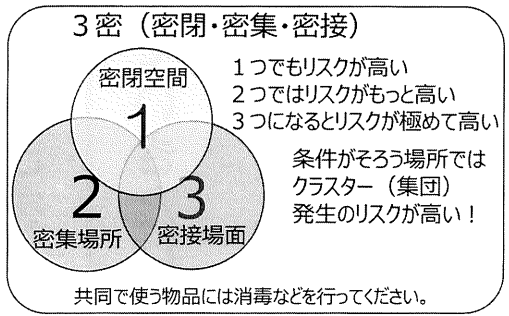 ３密（密閉・密集・密接）
密閉空間
1
１つでもリスクが高い
２つではリスクがもっと高い
３つになるとリスクが極めて高い
2
密集場所
3
密接場面
条件がそろう場所では
クラスター（集団）
発生のリスクが高い！
共同で使う物品には消毒などを行ってください。